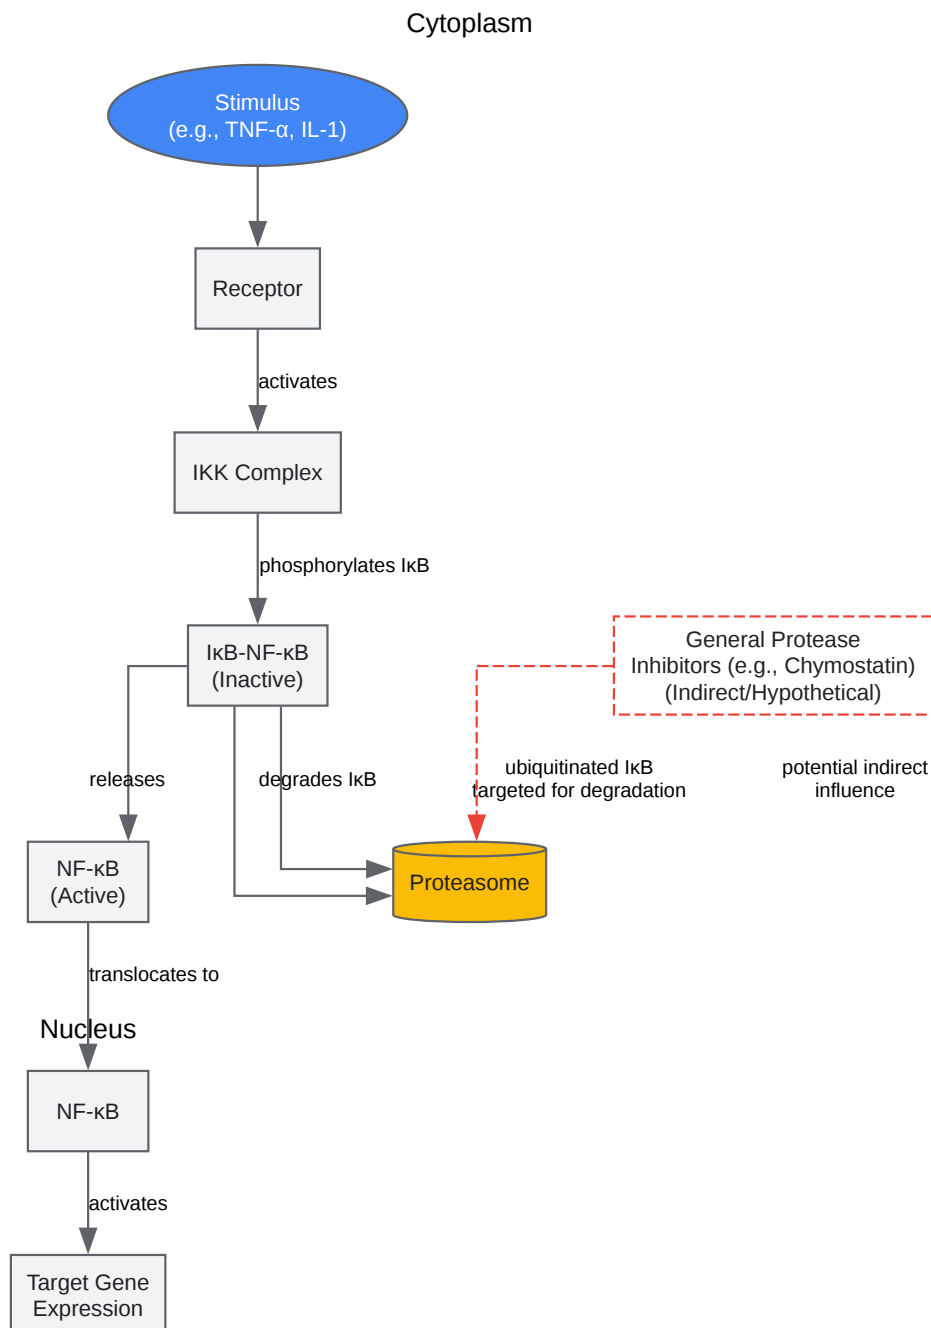 Cytoplasm
Stimulus
(e.g., TNF-α, IL-1)
Receptor
activates
IKK Complex
phosphorylates IκB
IκB-NF-κB
(Inactive)
General Protease
Inhibitors (e.g., Chymostatin)
(Indirect/Hypothetical)
releases
degrades IκB
ubiquitinated IκB
targeted for degradation
potential indirect
influence
NF-κB
(Active)
Proteasome
translocates to
Nucleus
NF-κB
activates
Target Gene
Expression